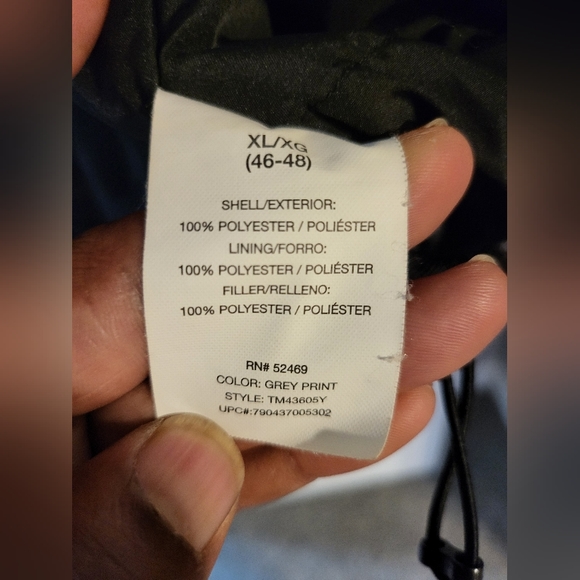 XL/XG
(46-48)
SHELL/EXTERIOR:
100% POLYESTER / POLIÉSTER
LINING/FORRO:
100% POLYESTER / POLIÉSTER
FILLER/RELLENO:
100% POLYESTER / POLIÉSTER
RN# 52469
COLOR: GREY PRINT
STYLE: TM43605Y
UPC#:790437005302